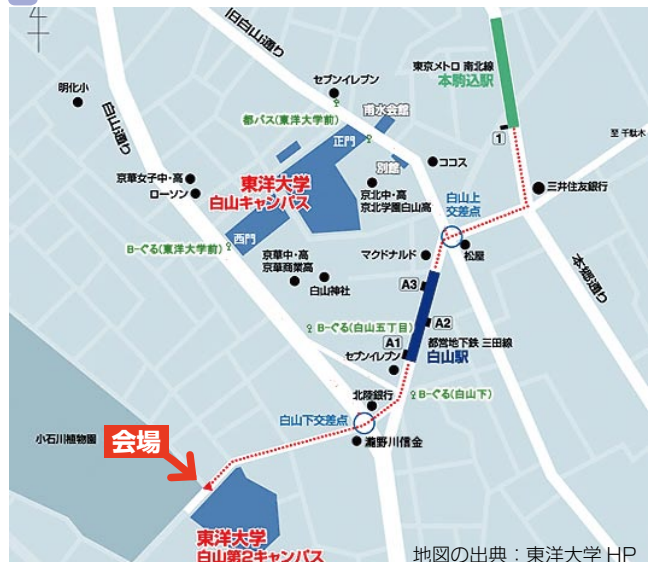 旧白山通り
東京メトロ 南北線
本駒込駅
明化小
セブンイレブン
白山通り
都バス(東洋大学前)
雨水会館
正門
1
至 千駄木
別館
ココス
京華女子中・高
ローソン
東洋大学
白山キャンパス
京北中・高
京北学園白山高
白山上
交差点
三井住友銀行
西門
B-ぐる(東洋大学前)
京華中・高
京華商業高
マクドナルド
松屋
白山神社
A3
本郷通り
B-ぐる(白山五丁目)
A2
A1
都営地下鉄 三田線
白山駅
セブンイレブン
北陸銀行
B-ぐる(白山下)
白山下交差点
小石川植物園
会場
瀧野川信金
東洋大学
白山第2キャンパス
地図の出典：東洋大学 HP